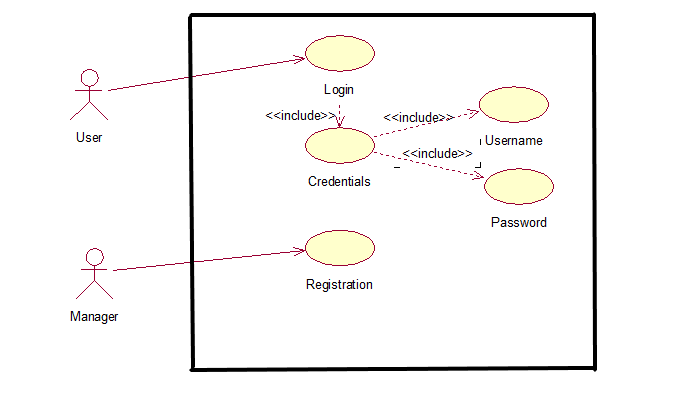 Login
User
<<include>>
<<include>>
Username
<<include>>
Credentials
Password
Registration
Manager